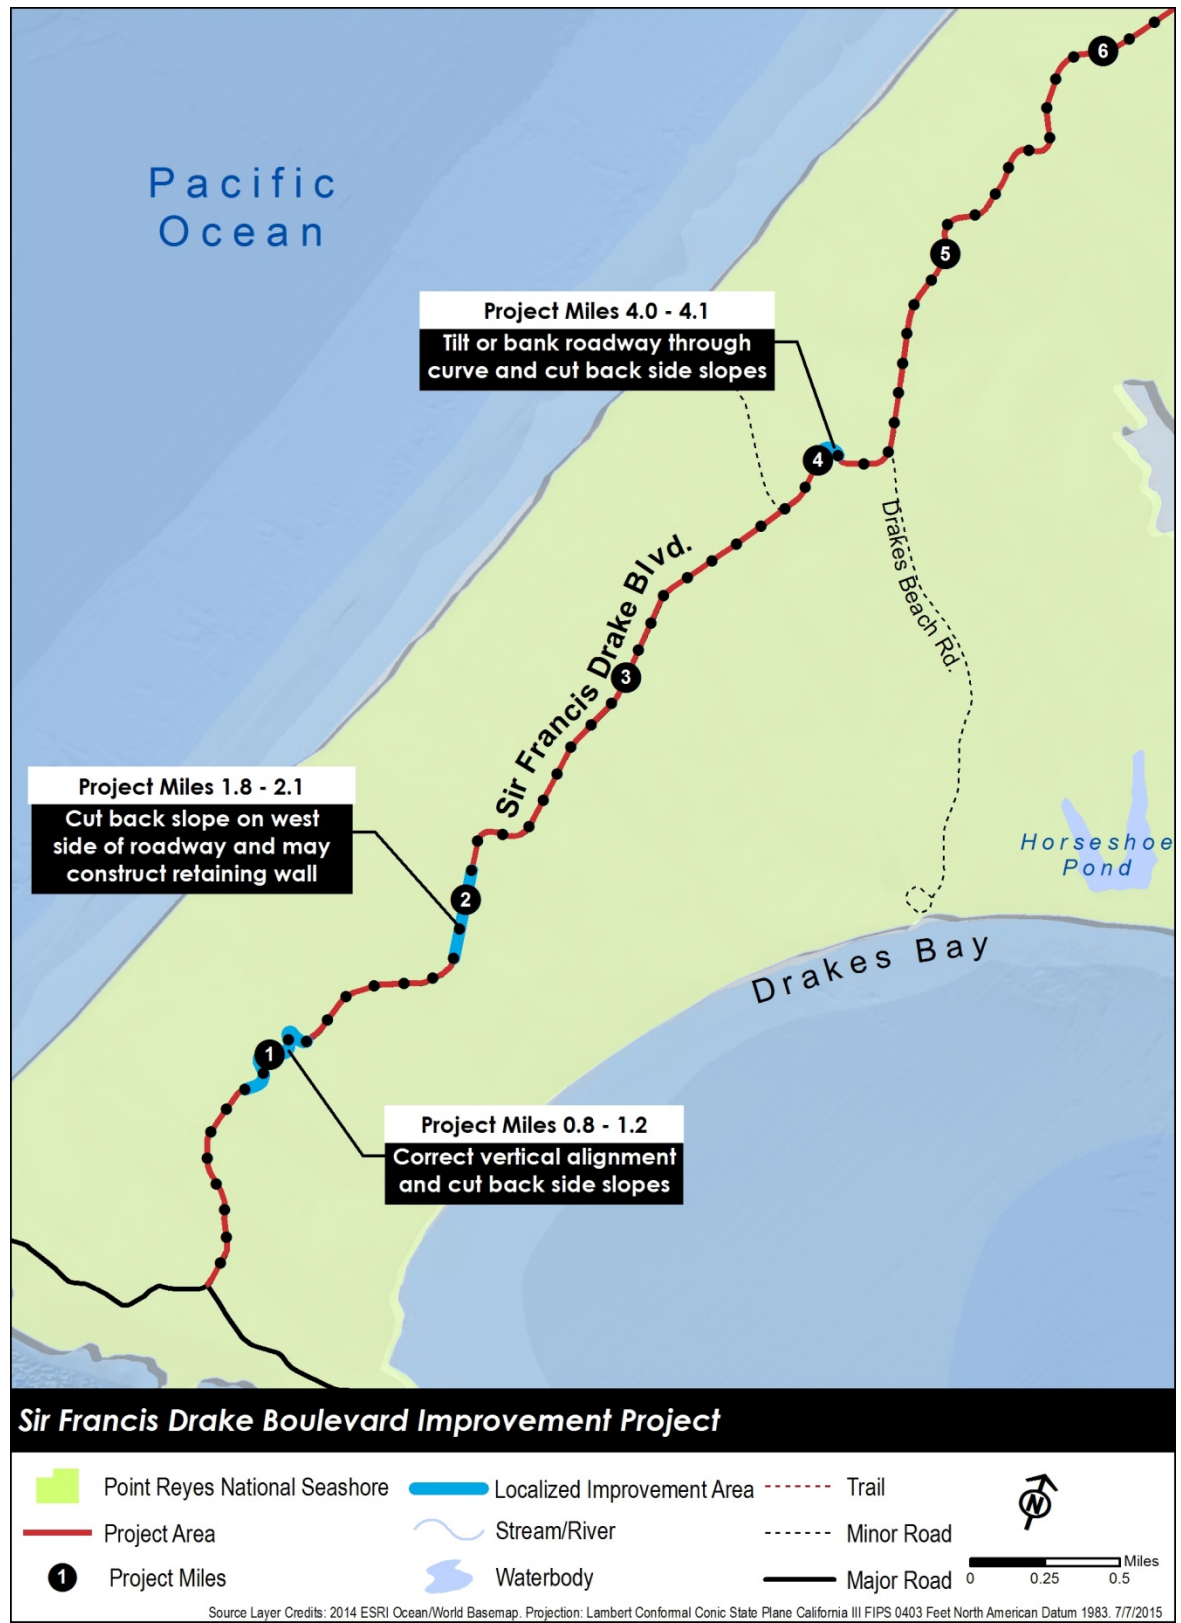 6
Pacific
Ocean
5
Project Miles 4.0 - 4.1
Tilt or bank roadway through
curve and cut back side slopes
4
Drakes Beach Rd.
Sir Francis Drake Blvd.
3
Project Miles 1.8 - 2.1
Cut back slope on west
side of roadway and may
construct retaining wall
2
Horseshoe
Pond
Drakes Bay
1
Project Miles 0.8 - 1.2
Correct vertical alignment
and cut back side slopes
Sir Francis Drake Boulevard Improvement Project
Point Reyes National Seashore
Localized Improvement Area
Trail
N
Project Area
Stream/River
Minor Road
1
Project Miles
Waterbody
Major Road
Miles
0 0.25 0.5
Source Layer Credits: 2014 ESRI Ocean/World Basemap. Projection: Lambert Conformal Conic State Plane California III FIPS 0403 Feet North American Datum 1983. 7/7/2015